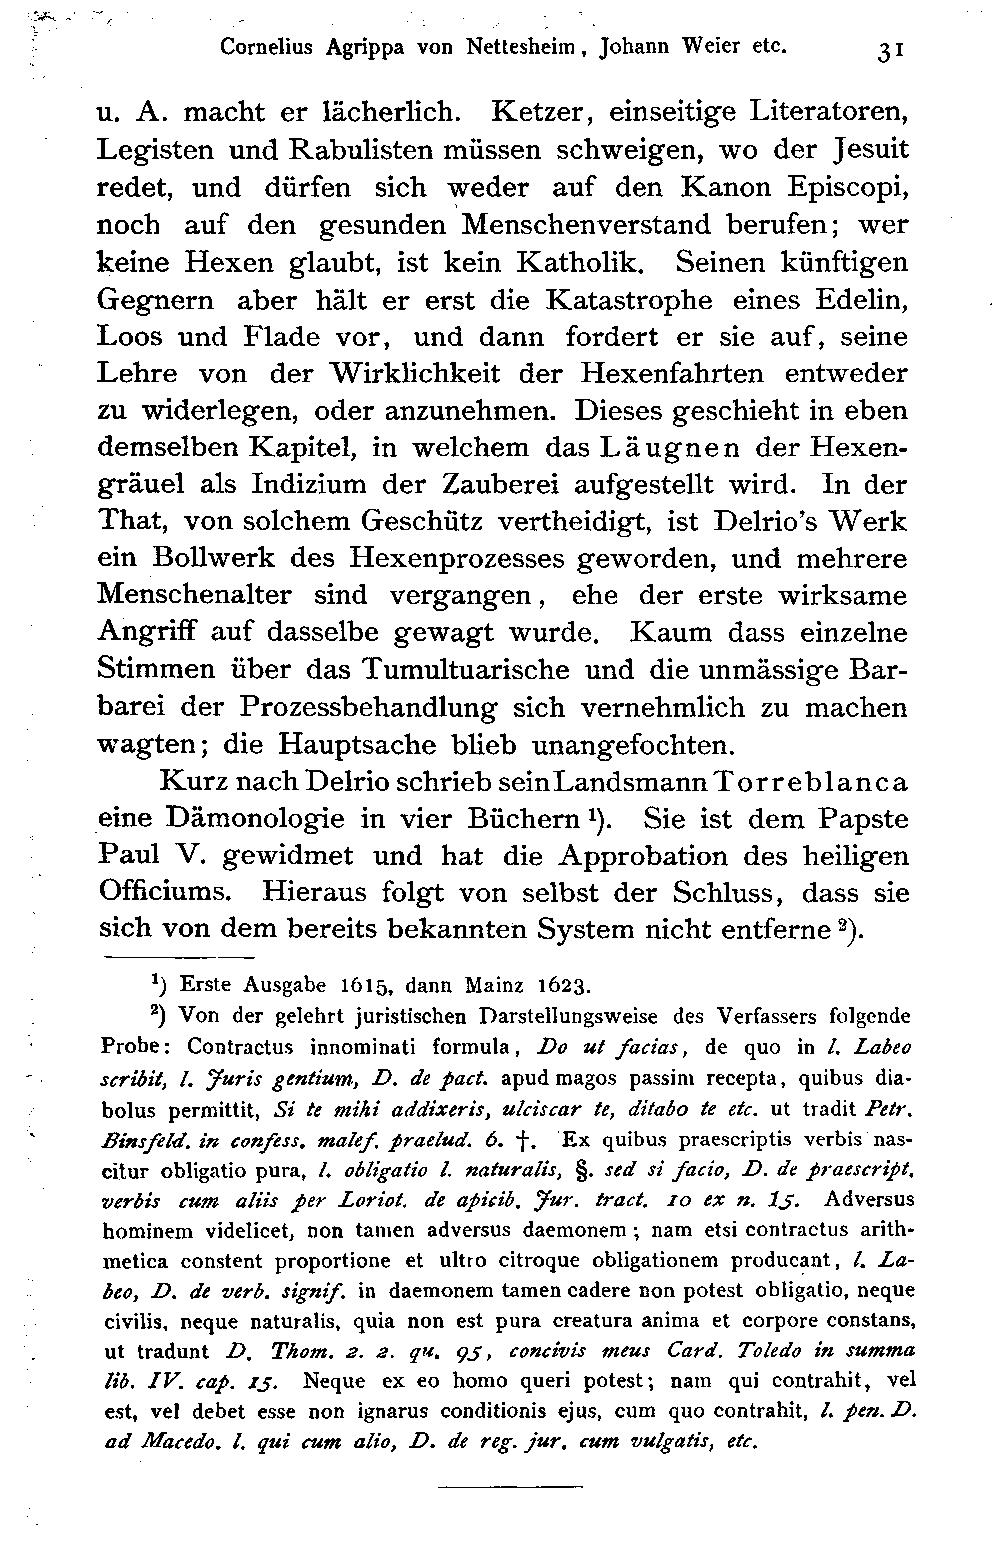 Cornelius Agrippa von Nettesheim, Johann Weier etc. 31
u. A. macht er lächerlich. Ketzer, einseitige Literatoren,
Legisten und Rabulisten müssen schweigen, wo der Jesuit
redet, und dürfen sich weder auf den Kanon Episcopi,
noch auf den gesunden Menschenverstand berufen; wer
keine Hexen glaubt, ist kein Katholik. Seinen künftigen
Gegnern aber hält er erst die Katastrophe eines Edelin,
Loos und Flade vor, und dann fordert er sie auf, seine
Lehre von der Wirklichkeit der Hexenfahrten entweder
zu widerlegen, oder anzunehmen. Dieses geschieht in eben
demselben Kapitel, in welchem das Läugnen der Hexen-
gräuel als Indizium der Zauberei aufgestellt wird. In der
That, von solchem Geschütz vertheidigt, ist Delrio's Werk
ein Bollwerk des Hexenprozesses geworden, und mehrere
Menschenalter sind vergangen, ehe der erste wirksame
Angriff auf dasselbe gewagt wurde. Kaum dass einzelne
Stimmen über das Tumultuarische und die unmässige Bar-
barei der Prozessbehandlung sich vernehmlich zu machen
wagten; die Hauptsache blieb unangefochten.
Kurz nach Delrio schrieb sein Landsmann Torreblanca
eine Dämonologie in vier Büchern ¹). Sie ist dem Papste
Paul V. gewidmet und hat die Approbation des heiligen
Officiums. Hieraus folgt von selbst der Schluss, dass sie
sich von dem bereits bekannten System nicht entferne ²).
¹) Erste Ausgabe 1615, dann Mainz 1623.
²) Von der gelehrt juristischen Darstellungsweise des Verfassers folgende
Probe: Contractus innominati formula, Do ut facias, de quo in l. Labeo
scribit, l. Juris gentium, D. de pact. apud magos passim recepta, quibus dia-
bolus permittit, Si te mihi addixeris, ulciscar te, ditabo te etc. ut tradit Petr.
Binsfeld. in confess. malef. praelud. 6. †. Ex quibus praescriptis verbis nas-
citur obligatio pura, l. obligatio l. naturalis, §. sed si facio, D. de praescript.
verbis cum aliis per Loriot. de apicib. Jur. tract. 10 ex n. 15. Adversus
hominem videlicet, non tamen adversus daemonem; nam etsi contractus arith-
metica constent proportione et ultro citroque obligationem producant, l. La-
beo, D. de verb. signif. in daemonem tamen cadere non potest obligatio, neque
civilis, neque naturalis, quia non est pura creatura anima et corpore constans,
ut tradunt D. Thom. 2. 2. qu. 95, concivis meus Card. Toledo in summa
lib. IV. cap. 15. Neque ex eo homo queri potest; nam qui contrahit, vel
est, vel debet esse non ignarus conditionis ejus, cum quo contrahit, l. pen. D.
ad Macedo. l. qui cum alio, D. de reg. jur. cum vulgatis, etc.